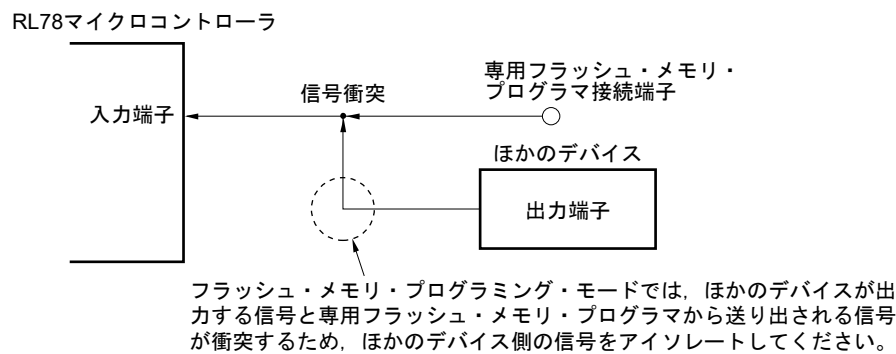 RL78マイクロコントローラ
専用フラッシュ・メモリ・
プログラマ接続端子
信号衝突
入力端子
ほかのデバイス
出力端子
フラッシュ・メモリ・プログラミング・モードでは，ほかのデバイスが出
力する信号と専用フラッシュ・メモリ・プログラマから送り出される信号
が衝突するため，ほかのデバイス側の信号をアイソレートしてください。